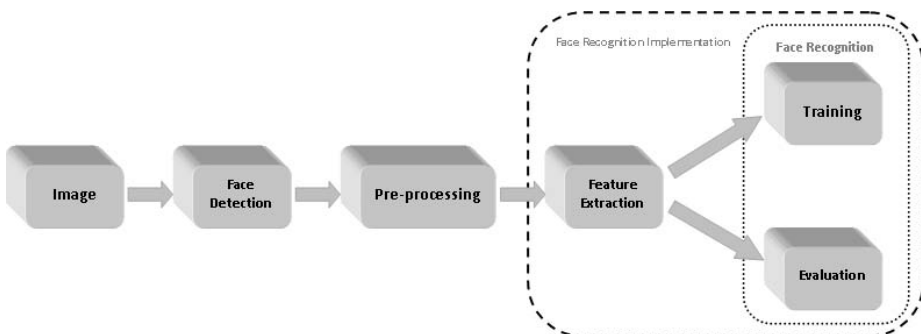 Face Recognition Implementation
Face Recognition
Training
Image
Face
Detection
Pre-processing
Feature
Extraction
Evaluation